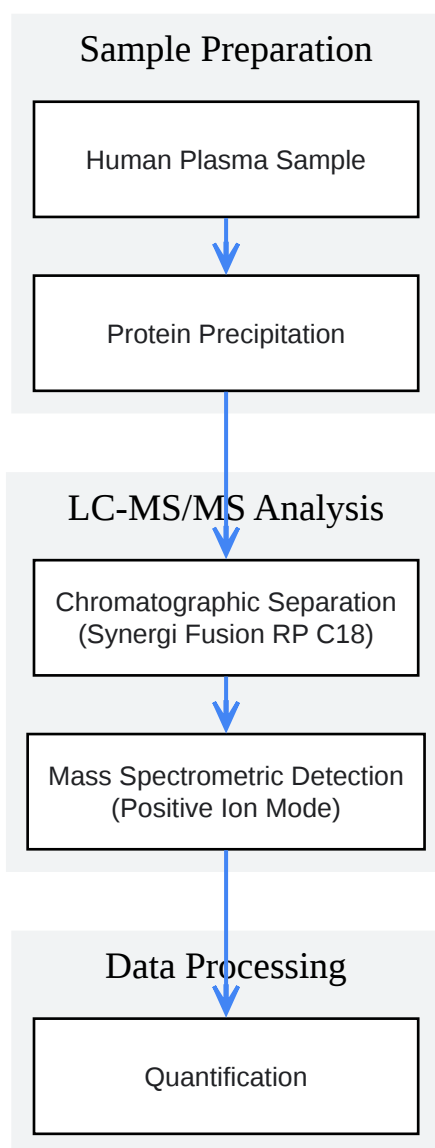 Sample Preparation
Human Plasma Sample
Protein Precipitation
LC-MS/MS Analysis
Chromatographic Separation
(Synergi Fusion RP C18)
Mass Spectrometric Detection
(Positive Ion Mode)
Data Processing
Quantification